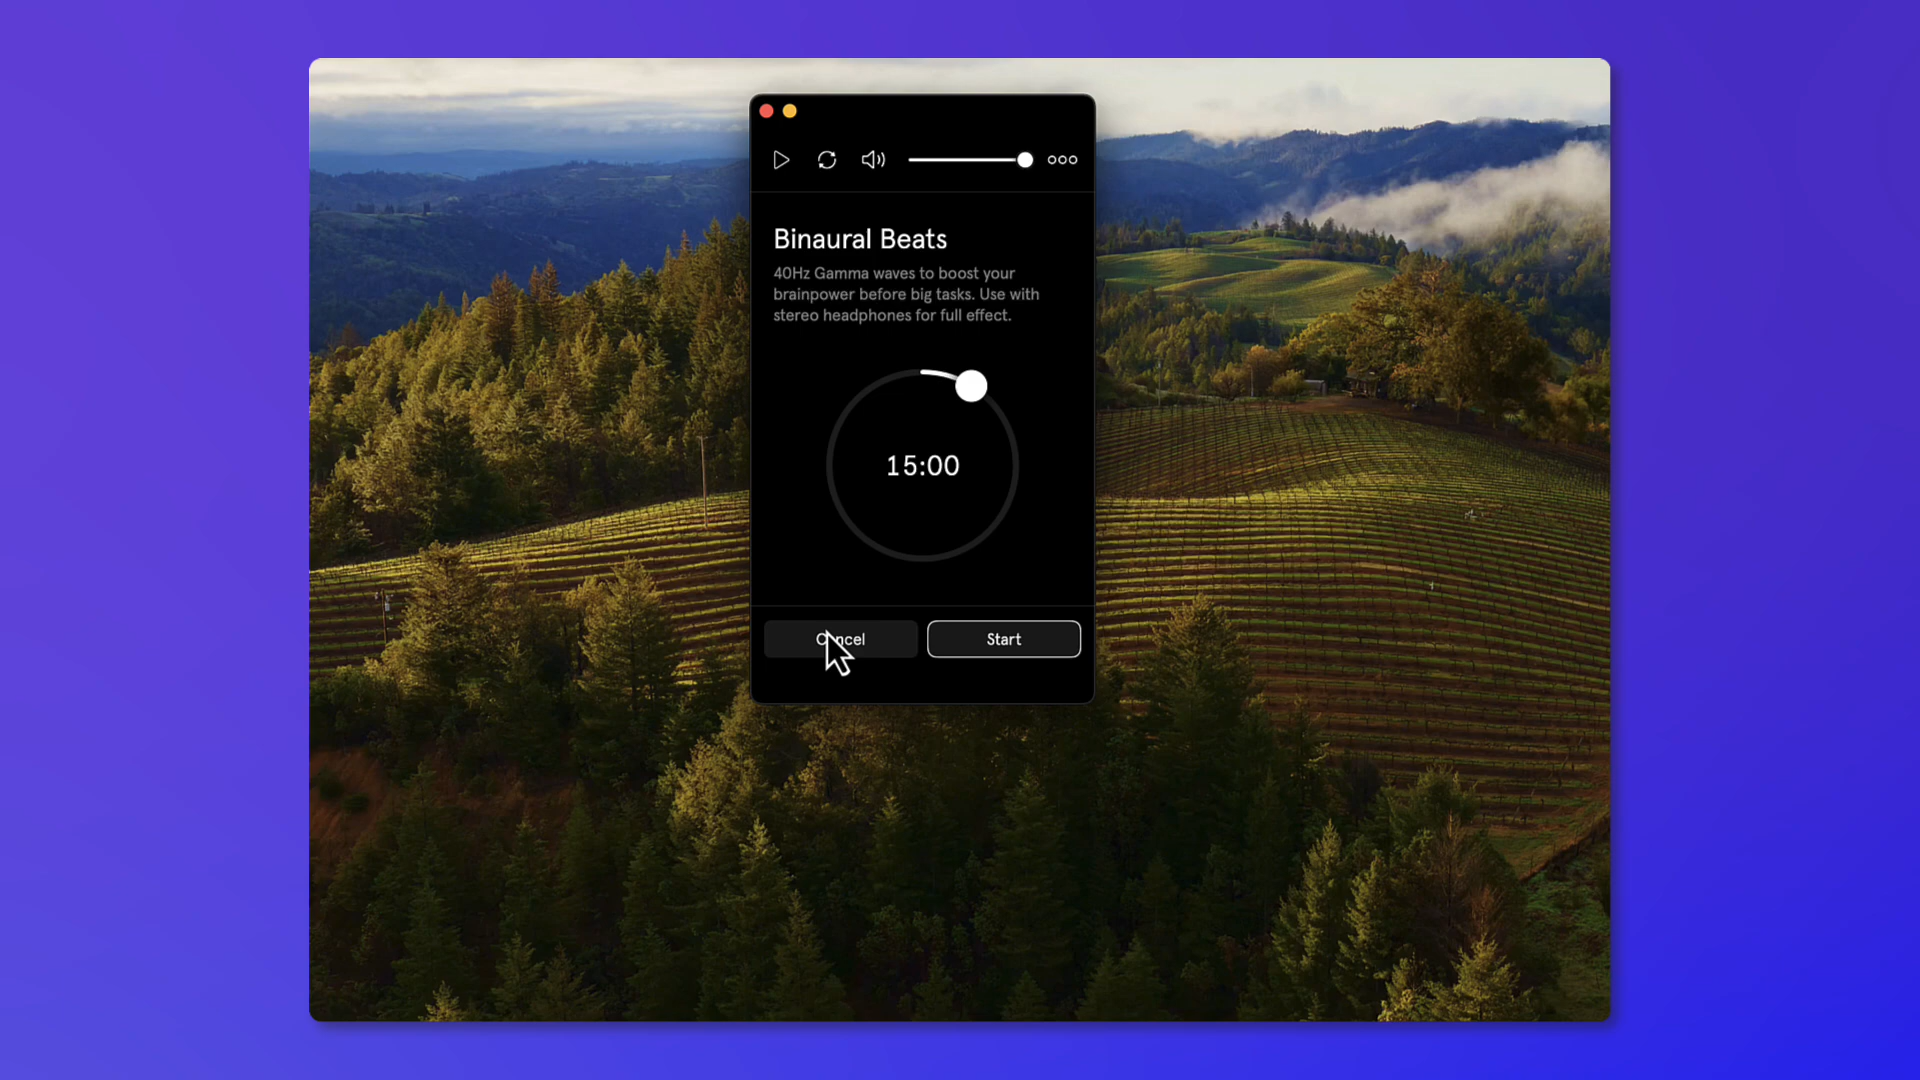 Binaural Beats
40Hz Gamma waves to boost your
brainpower before big tasks. Use with
stereo headphones for full effect.
15:00
Cancel
Start